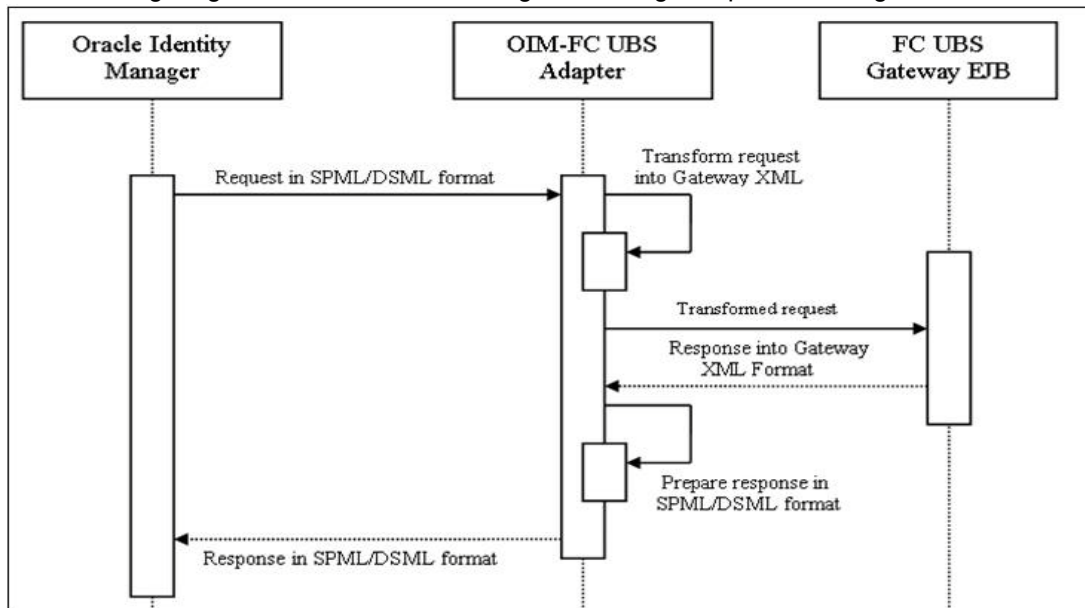 Oracle Identity
Manager
OIM-FC UBS
Adapter
FC UBS
Gateway EJB
Request in SPML/DSML format
Transform request
into Gateway XML
Transformed request
Response into Gateway
XML Format
Prepare response in
SPML/DSML format
Response in SPML/DSML format